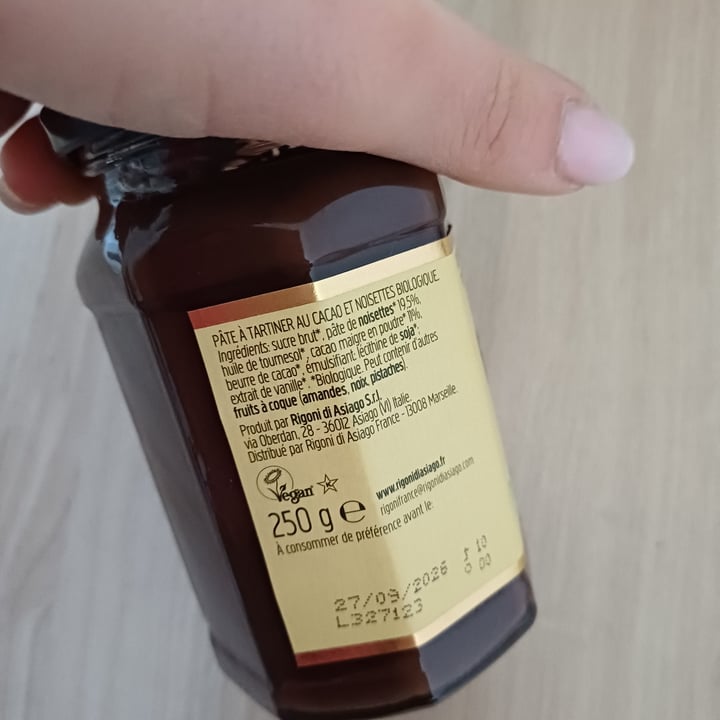 PÂTE À TARTINER AU CACAO ET NOISETTES BIOLOGIQUE.
Ingrédients: sucre brut*, pâte de noisettes* 19,5%,
huile de tournesol*, cacao maigre en poudre* 11%,
beurre de cacao*, émulsifiant: lécithine de soja*,
extrait de vanille*. *Biologique. Peut contenir d'autres
fruits à coque (amandes, noix, pistaches).
Produit par Rigoni di Asiago S.r.l.
via Oberdan, 28 - 36012 Asiago (VI) Italie.
Distribué par Rigoni di Asiago France - 13008 Marseille.
Vegan
www.rigonidiasiago.fr
rigonifrance@rigonidiasiago.com
250 g e
À consommer de préférence avant le:
27/09/2026
L327123
10
00